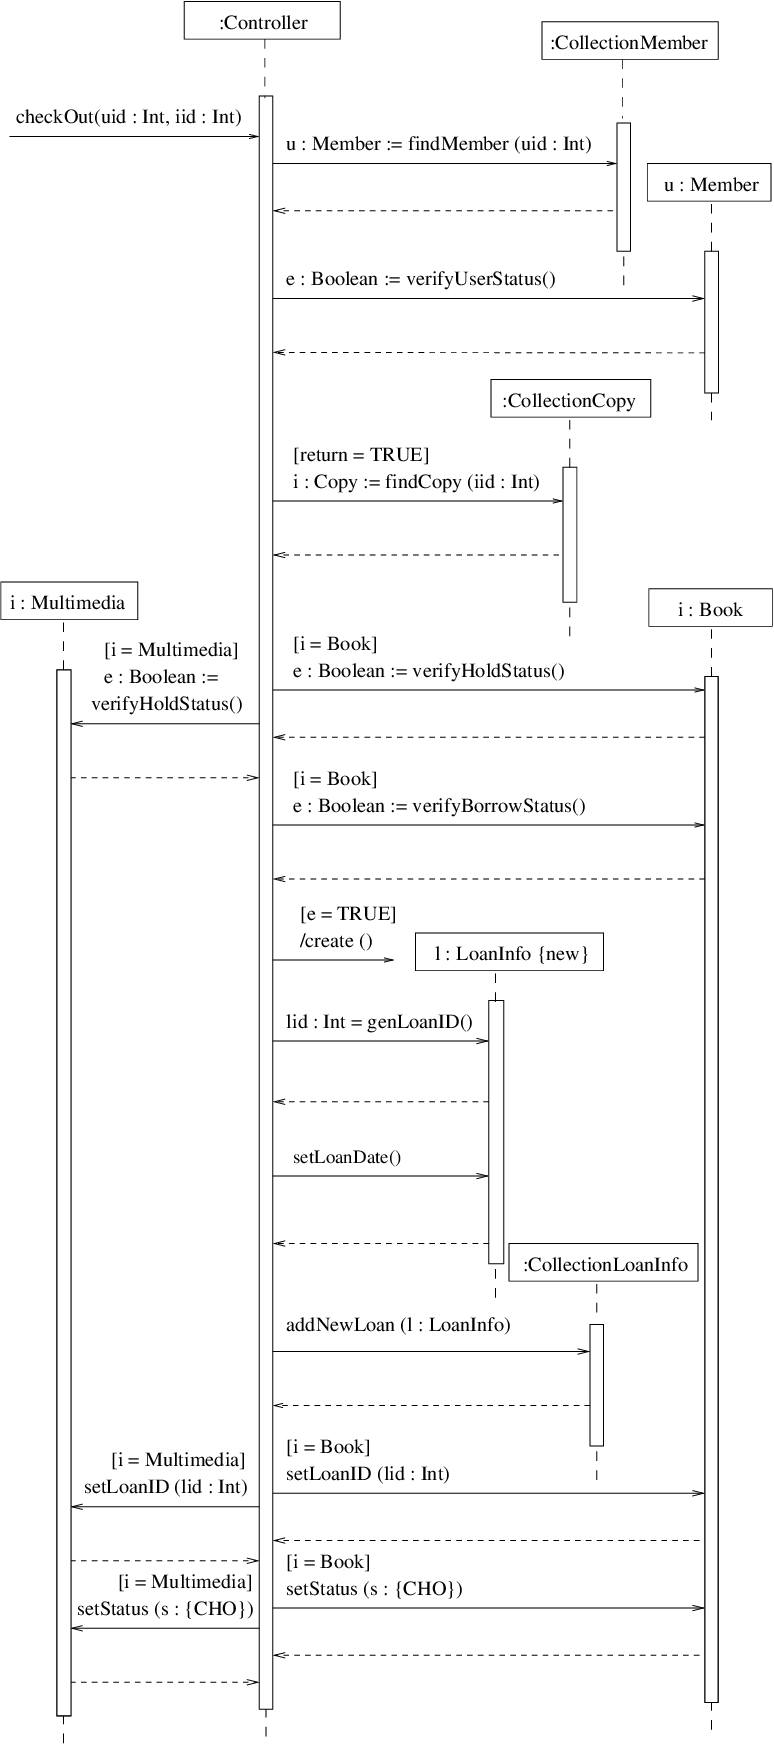 :Controller
:CollectionMember
checkOut(uid : Int, iid : Int)
u : Member := findMember (uid : Int)
u : Member
e : Boolean := verifyUserStatus()
:CollectionCopy
[return = TRUE]
i : Copy := findCopy (iid : Int)
i : Multimedia
i : Book
[i = Multimedia]
e : Boolean :=
verifyHoldStatus()
[i = Book]
e : Boolean := verifyHoldStatus()
[i = Book]
e : Boolean := verifyBorrowStatus()
[e = TRUE]
/create ()
l : LoanInfo {new}
lid : Int = genLoanID()
setLoanDate()
:CollectionLoanInfo
addNewLoan (l : LoanInfo)
[i = Multimedia]
setLoanID (lid : Int)
[i = Book]
setLoanID (lid : Int)
[i = Multimedia]
setStatus (s : {CHO})
[i = Book]
setStatus (s : {CHO})